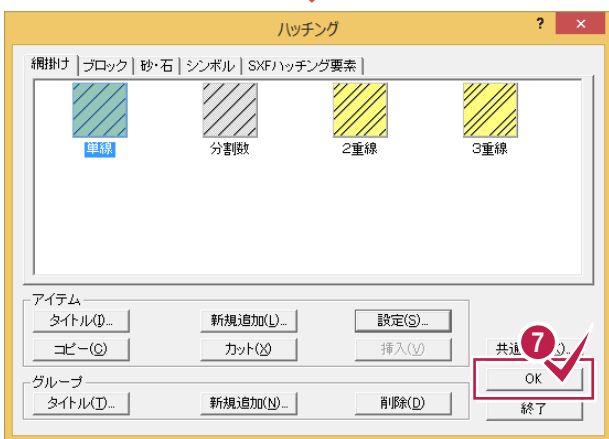 ハッチング ? ×
網掛け ブロック 砂・石 シンボル SXFハッチング要素
単線 分割数 2重線 3重線
アイテム
タイトル(I)... 新規追加(L)... 設定(S)...
コピー(C) カット(X) 挿入(V)
7
グループ
タイトル(T)... 新規追加(N)... 削除(D)
OK
終了